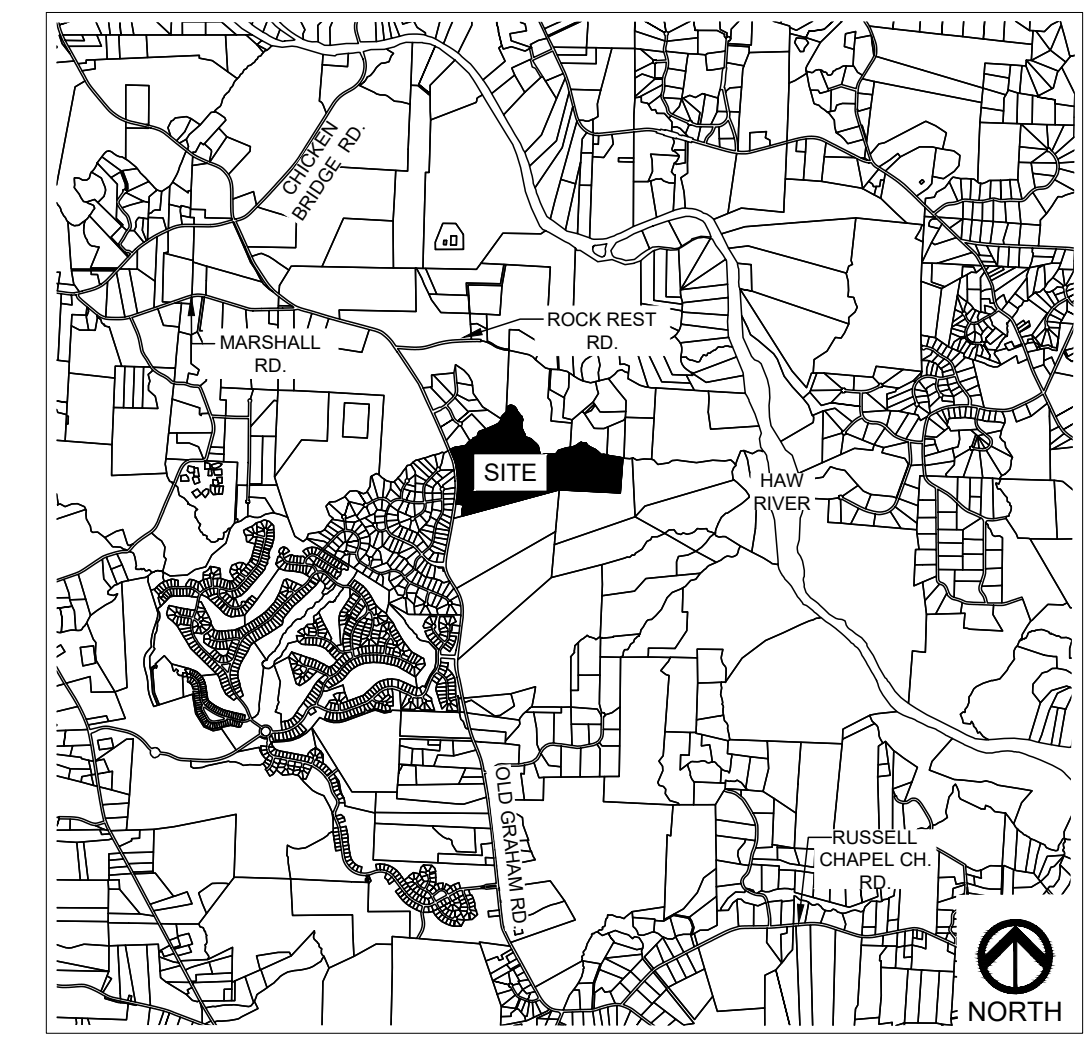 CHICKEN
BRIDGE RD.
ROCK REST
RD.
MARSHALL
RD.
SITE
HAW
RIVER
OLD GRAHAM RD.
RUSSELL
CHAPEL CH.
RD.
NORTH